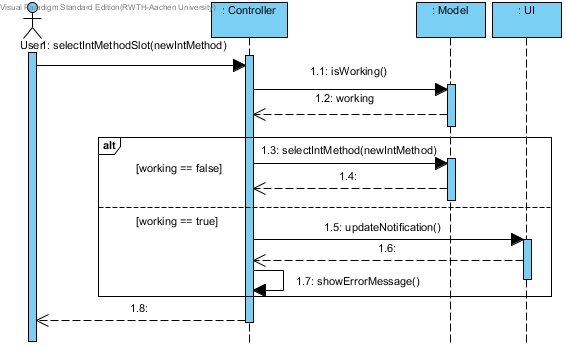 Visual Paradigm Standard Edition(RWTH-Aachen University)
: Controller
: Model
: UI
User
1: selectIntMethodSlot(newIntMethod)
1.1: isWorking()
1.2: working
alt
1.3: selectIntMethod(newIntMethod)
[working == false]
1.4:
[working == true]
1.5: updateNotification()
1.6:
1.7: showErrorMessage()
1.8: